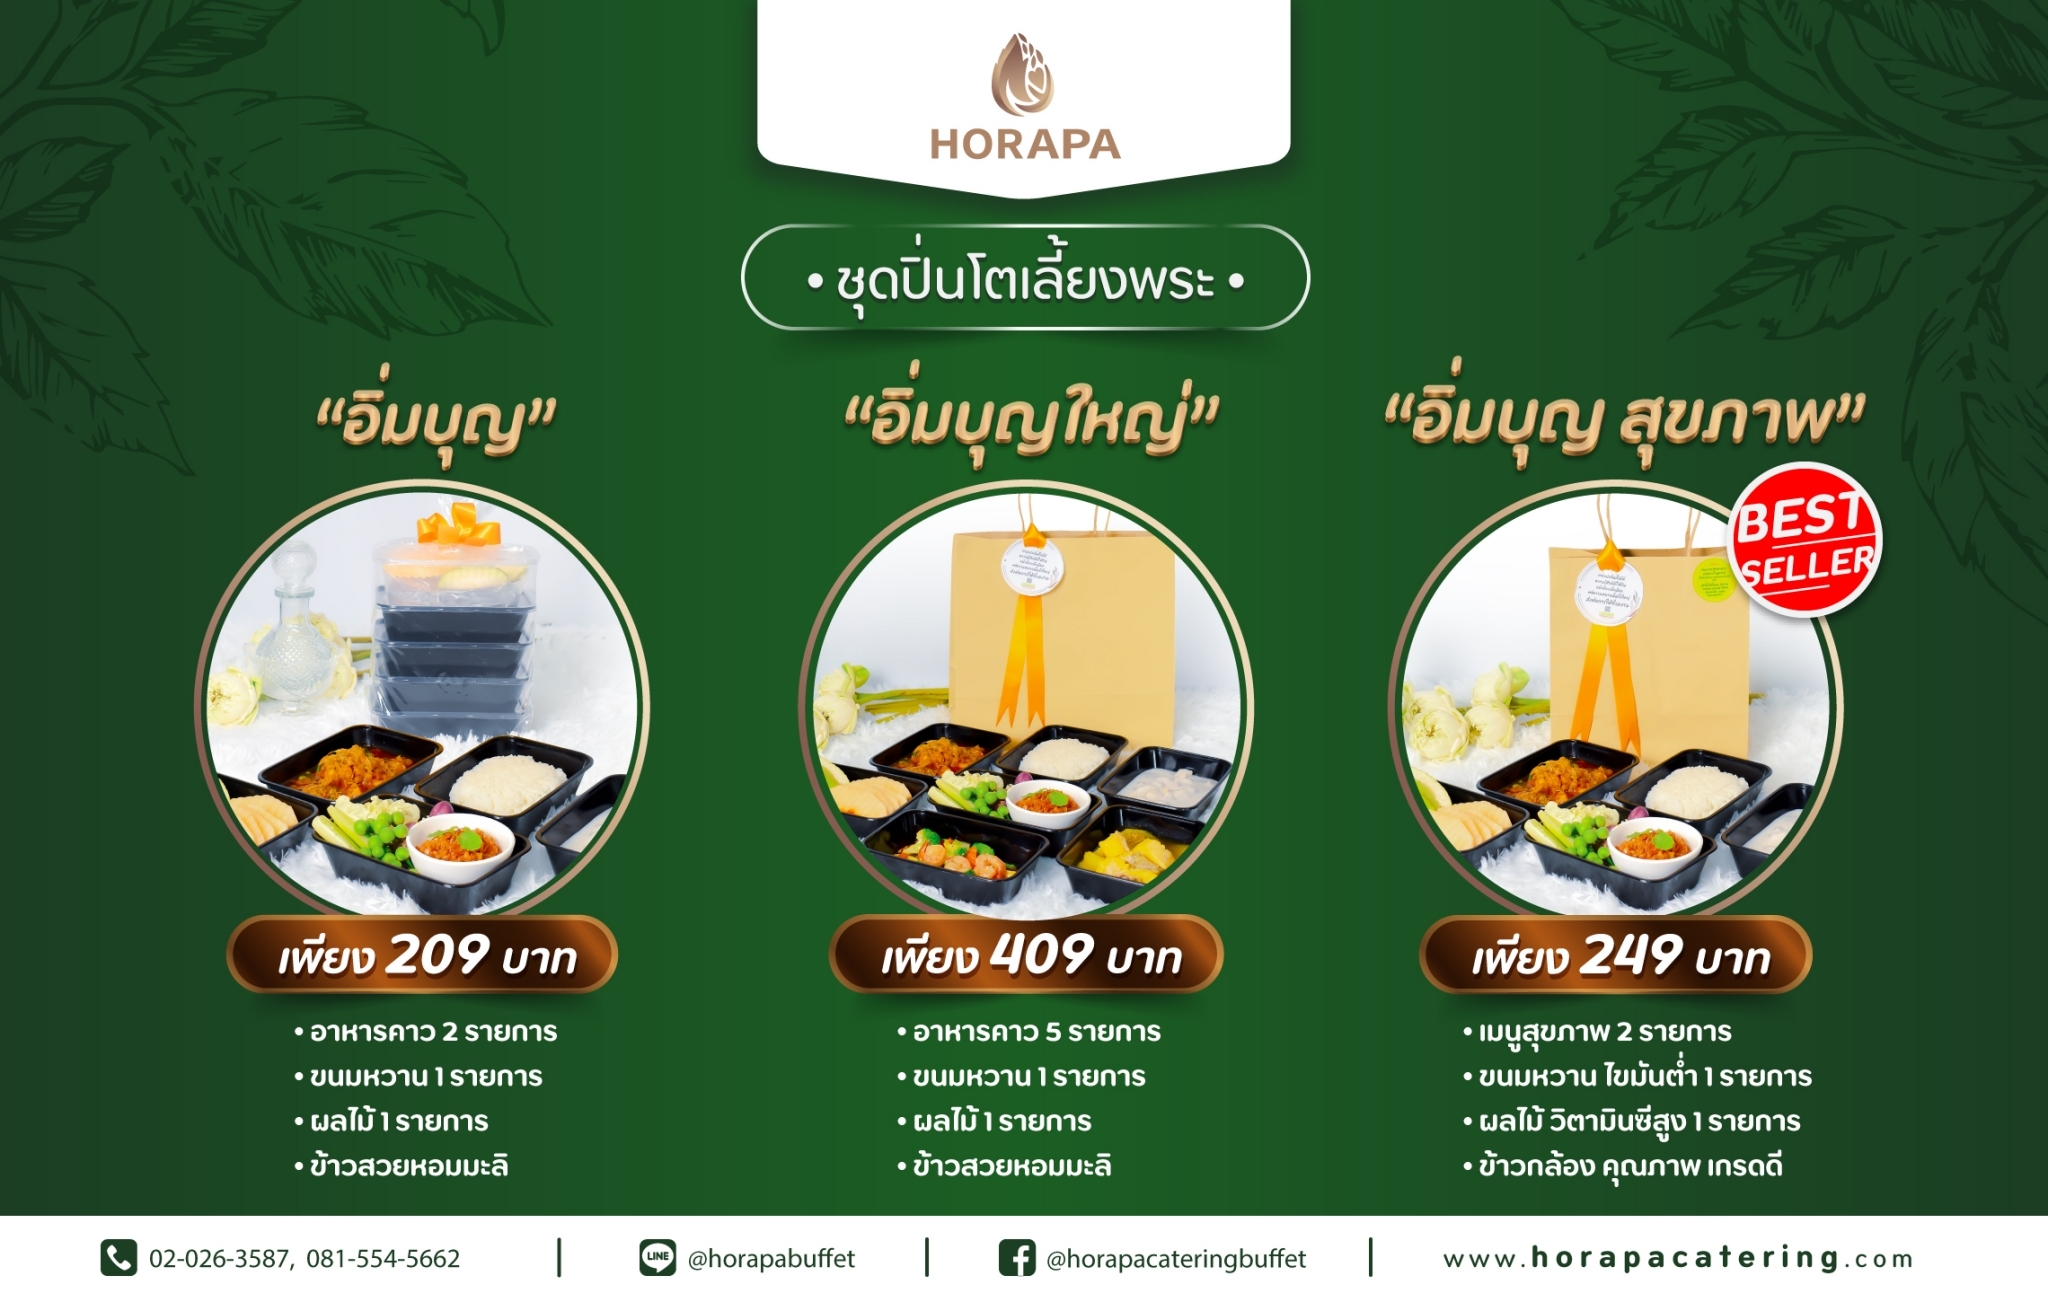 HORAPA
• ชุดปิ่นโตเลี้ยงพระ •
“อิ่มบุญ”
เพียง 209 บาท
• อาหารคาว 2 รายการ
• ขนมหวาน 1 รายการ
• ผลไม้ 1 รายการ
• ข้าวสวยหอมมะลิ
“อิ่มบุญใหญ่”
เพียง 409 บาท
• อาหารคาว 5 รายการ
• ขนมหวาน 1 รายการ
• ผลไม้ 1 รายการ
• ข้าวสวยหอมมะลิ
“อิ่มบุญ สุขภาพ”
BEST
SELLER
เพียง 249 บาท
• เมนูสุขภาพ 2 รายการ
• ขนมหวาน ไขมันต่ำ 1 รายการ
• ผลไม้ วิตามินซีสูง 1 รายการ
• ข้าวกล้อง คุณภาพ เกรดดี
02-026-3587, 081-554-5662
LINE @horapabuffet
@horapacateringbuffet
www.horapacatering.com